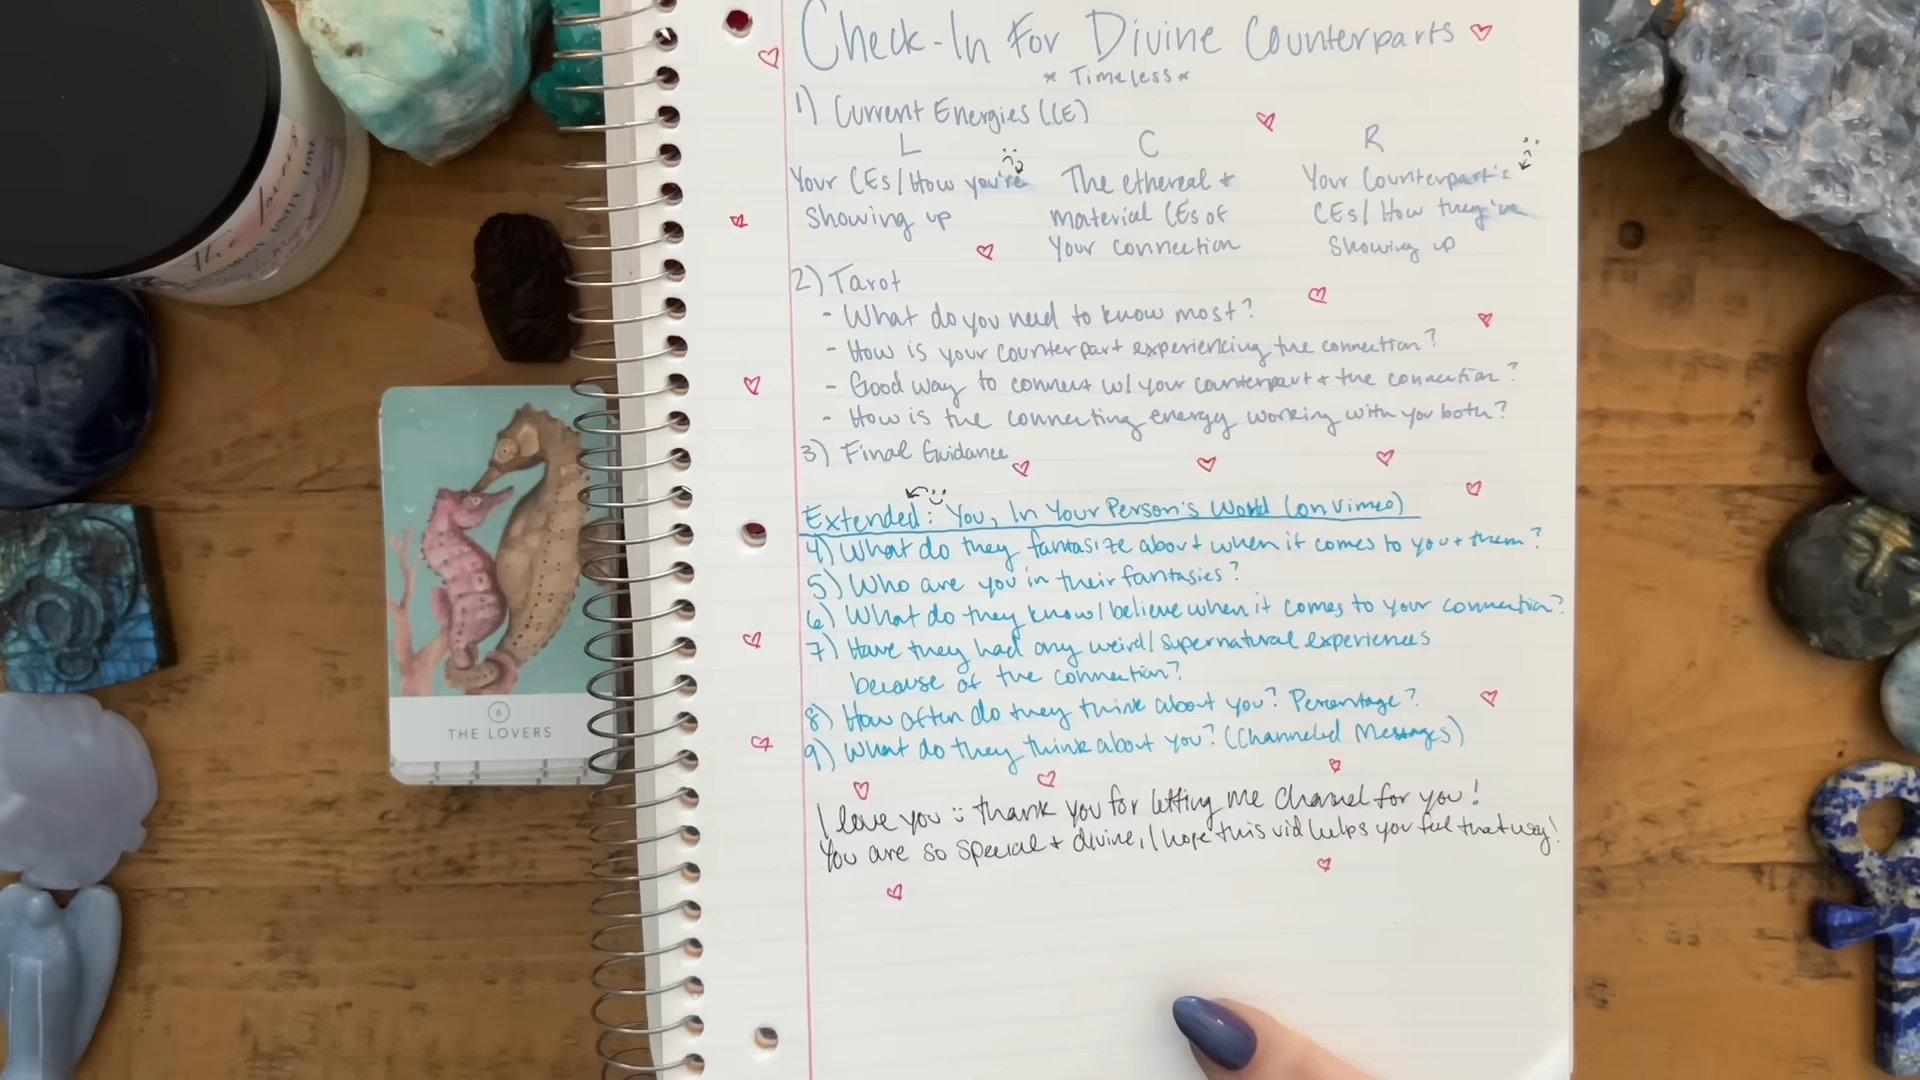 The Lovers
HARMONY, UNITY, LOVE
6
THE LOVERS
Check-In For Divine Counterparts
* Timeless *
1) Current Energies (CE)
L C R
Your CEs/How you're The ethereal + Your Counterpart's
Showing up material CEs of CEs/ How they're
Your connection Showing up
2) Tarot
- What do you need to know most?
- How is your counterpart experiencing the connection?
- Good way to connect w/ your counterpart + the connection?
- How is the connecting energy working with you both?
3) Final Guidance
Extended: You, In Your Person's World (on Vimeo)
4) What do they fantasize about when it comes to you + them?
5) Who are you in their fantasies?
6) What do they know/believe when it comes to your connection?
7) Have they had any weird/supernatural experiences
because of the connection?
8) How often do they think about you? Percentage?
9) What do they think about you? (Channeled Messages)
I love you :) thank you for letting me channel for you!
You are so special + divine, I hope this vid helps you feel that way!